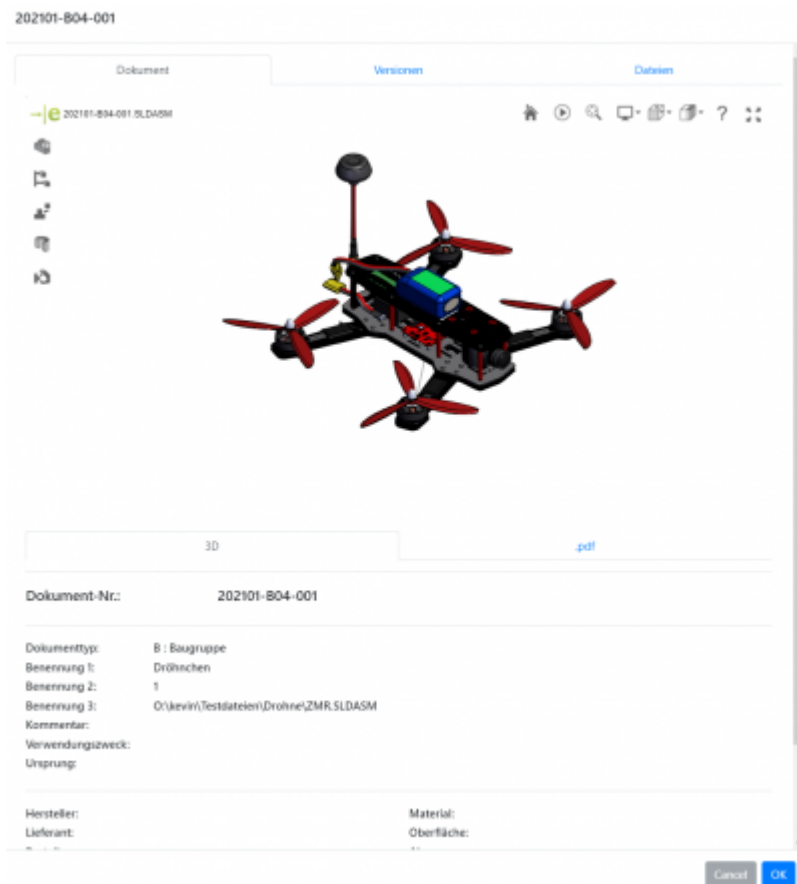 202101-B04-001
Dokument Versionen Dateien
202101-B04-001.SLDASM
3D .pdf
Dokument-Nr.: 202101-B04-001
Dokumenttyp: B : Baugruppe
Benennung 1: Dröhnchen
Benennung 2: 1
Benennung 3: O:\kevin\Testdateien\Drohne\ZMR.SLDASM
Kommentar:
Verwendungszweck:
Ursprung:
Hersteller: Material:
Lieferant: Oberfläche:
Cancel OK